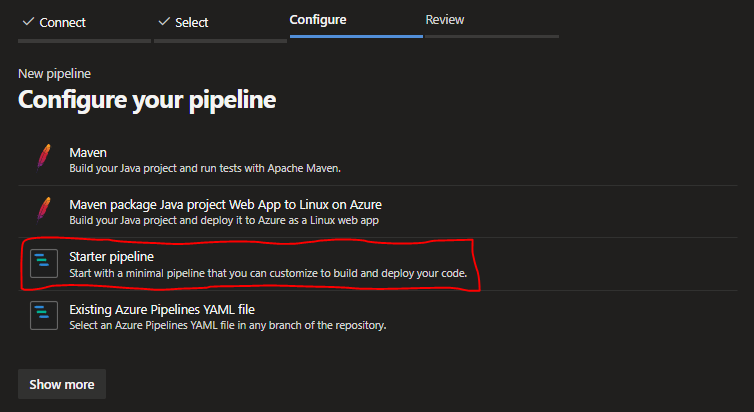 Connect
Select
Configure
Review
New pipeline
Configure your pipeline
Maven
Build your Java project and run tests with Apache Maven.
Maven package Java project Web App to Linux on Azure
Build your Java project and deploy it to Azure as a Linux web app
Starter pipeline
Start with a minimal pipeline that you can customize to build and deploy your code.
Existing Azure Pipelines YAML file
Select an Azure Pipelines YAML file in any branch of the repository.
Show more